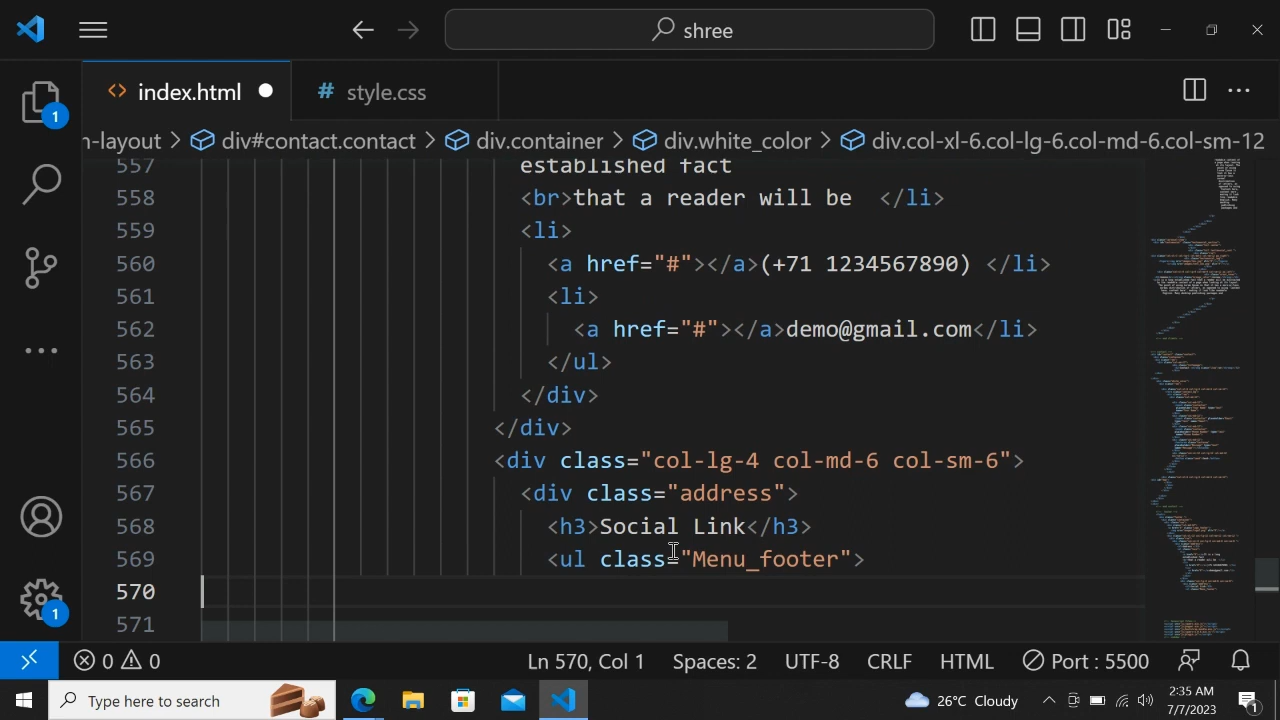 shree
index.html
# style.css
n-layout > div#contact.contact > div.container > div.white_color > div.col-xl-6.col-lg-6.col-md-6.col-sm-12
557 established fact
558 <br>that a reader will be </li>
559 <li>
560 <a href="#"></a>(+71 1234567890) </li>
561 <li>
562 <a href="#"></a>demo@gmail.com</li>
563 </ul>
564 </div>
565 <div>
566 <div class="col-lg-4 col-md-6 col-sm-6">
567 <div class="address">
568 <h3>Social Link</h3>
569 <ul class="Menu_footer">
570
571
1
1
0 0
Ln 570, Col 1
Spaces: 2
UTF-8
CRLF
HTML
Port : 5500
Type here to search
26°C Cloudy
2:35 AM
7/7/2023
1